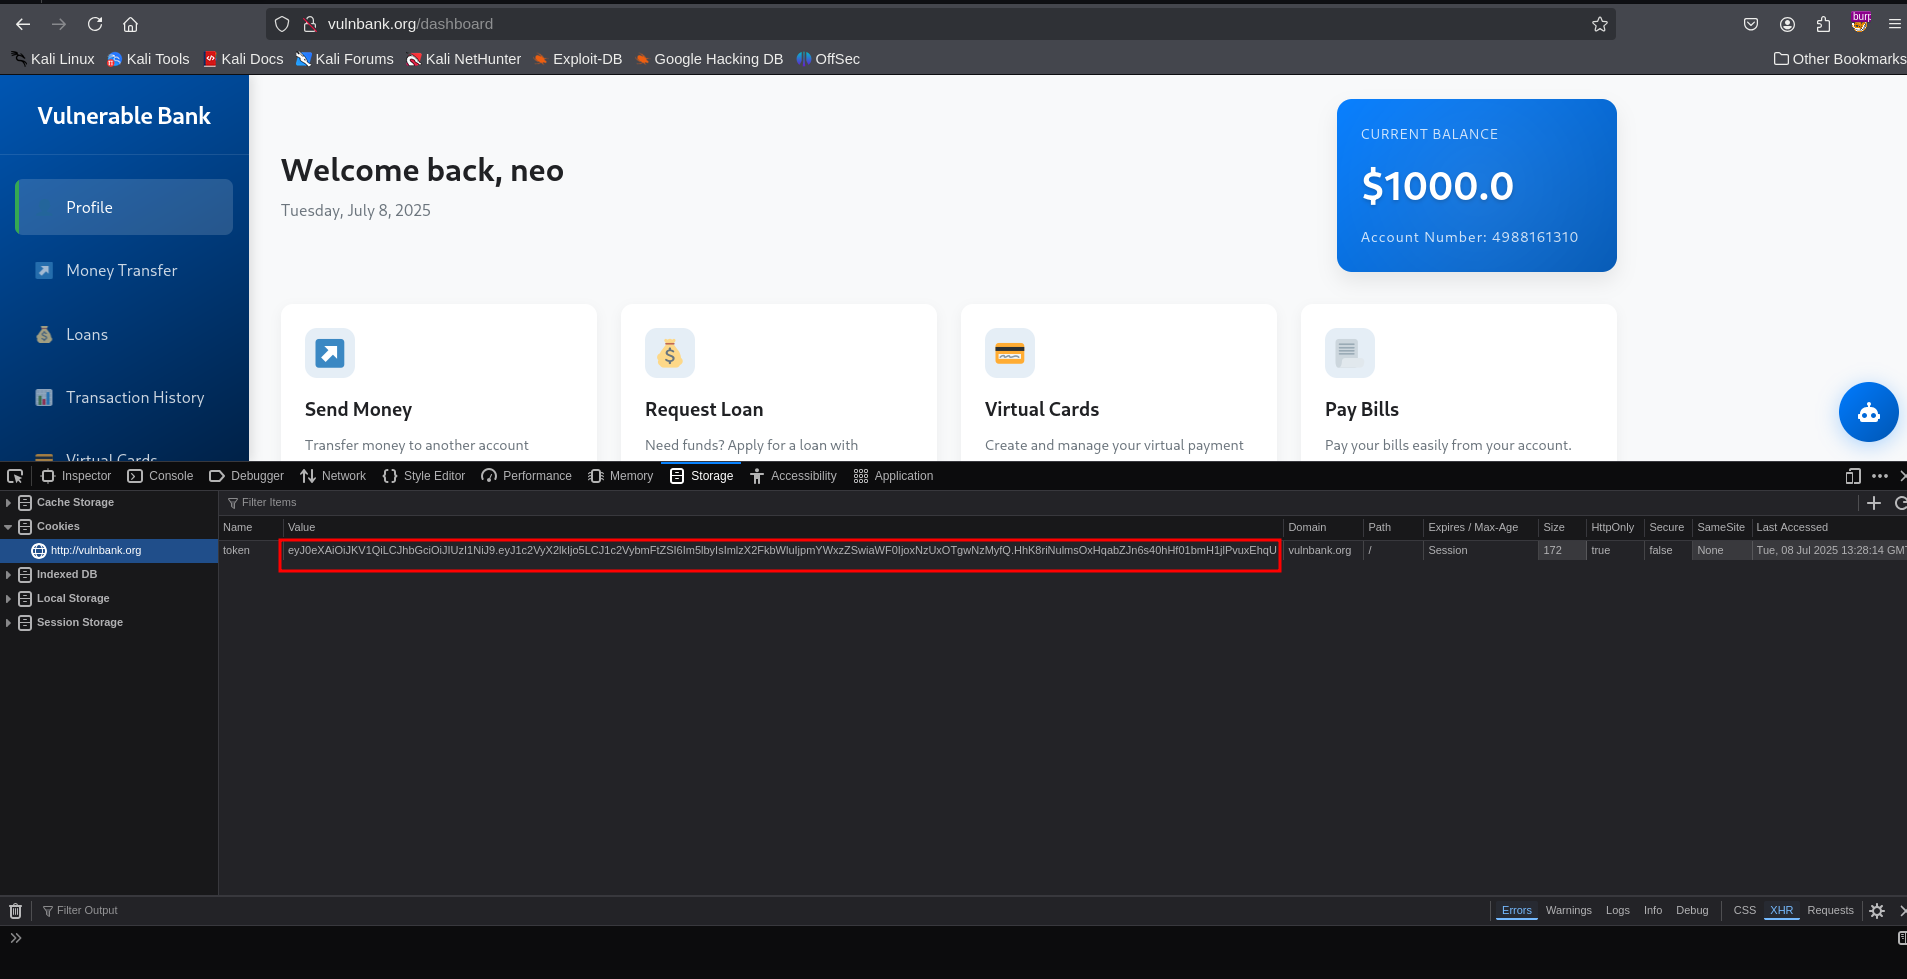 vulnbank.org/dashboard
burp
Kali Linux Kali Tools Kali Docs Kali Forums Kali NetHunter Exploit-DB Google Hacking DB OffSec Other Bookmarks
Vulnerable Bank
Profile
Money Transfer
Loans
Transaction History
Virtual Cards
Welcome back, neo
Tuesday, July 8, 2025
CURRENT BALANCE
$1000.0
Account Number: 4988161310
Send Money
Transfer money to another account
Request Loan
Need funds? Apply for a loan with
Virtual Cards
Create and manage your virtual payment
Pay Bills
Pay your bills easily from your account.
Inspector Console Debugger Network Style Editor Performance Memory Storage Accessibility Application
Cache Storage
Cookies
http://vulnbank.org
Indexed DB
Local Storage
Session Storage
Filter Items
Name Value Domain Path Expires / Max-Age Size HttpOnly Secure SameSite Last Accessed
token vulnbank.org / Session 172 true false None Tue, 08 Jul 2025 13:28:14 GMT
Filter Output
Errors Warnings Logs Info Debug CSS XHR Requests